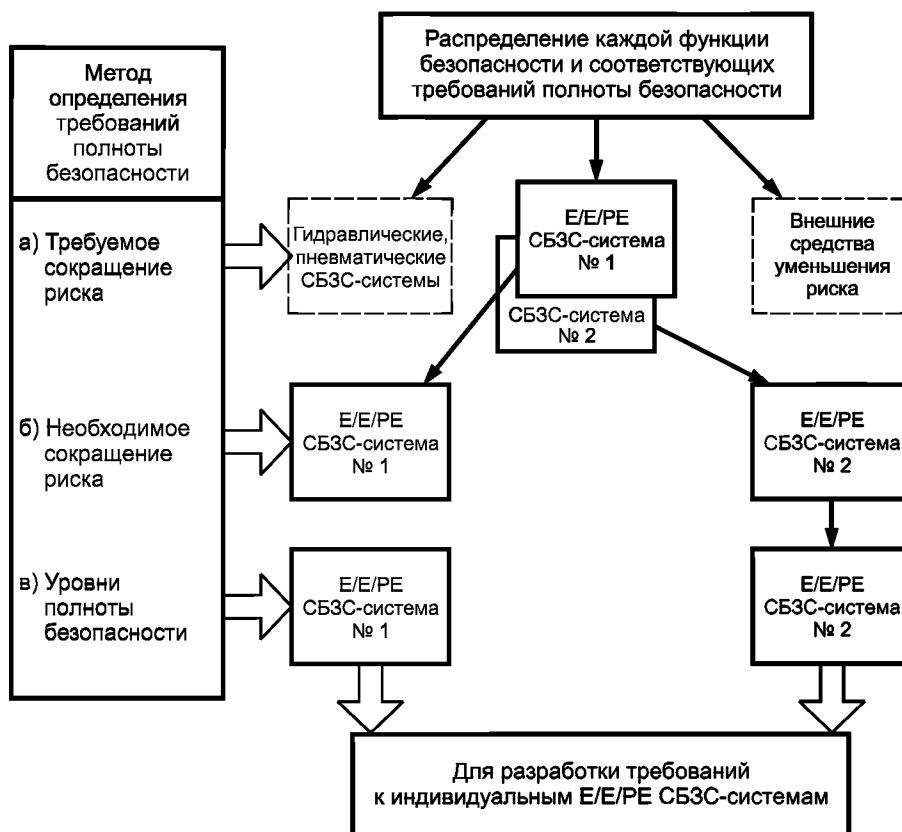 Метод
определения
требований
полноты
безопасности
а) Требуемое
сокращение
риска
б) Необходимое
сокращение
риска
в) Уровни
полноты
безопасности
Распределение каждой функции
безопасности и соответствующих
требований полноты безопасности
Гидравлические,
пневматические
СБЗС-системы
E/E/PE
СБЗС-система
№ 1
СБЗС-система
№ 2
Внешние
средства
уменьшения
риска
E/E/PE
СБЗС-система
№ 1
E/E/PE
СБЗС-система
№ 2
E/E/PE
СБЗС-система
№ 1
E/E/PE
СБЗС-система
№ 2
Для разработки требований
к индивидуальным E/E/PE СБЗС-системам